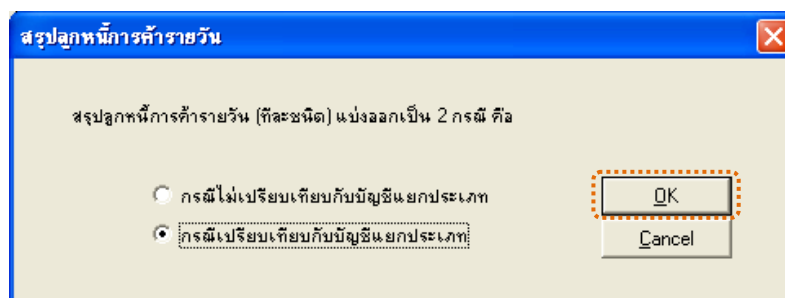 สรุปลูกหนี้การค้ารายวัน
สรุปลูกหนี้การค้ารายวัน (ทีละชนิด) แบ่งออกเป็น 2 กรณี คือ
กรณีไม่เปรียบเทียบกับบัญชีแยกประเภท
OK
กรณีเปรียบเทียบกับบัญชีแยกประเภท
Cancel